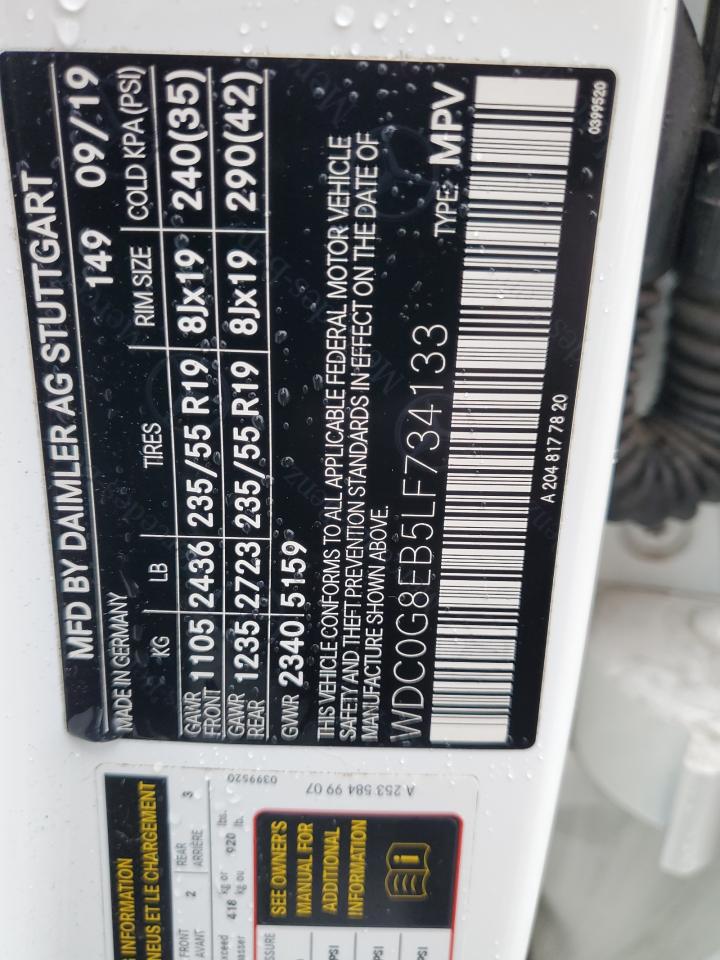 MFD BY DAIMLER AG STUTTGART
MADE IN GERMANY 149 09/19
KG LB TIRES RIM SIZE COLD KPA(PSI)
GAWR FRONT 1105 2436 235/55 R19 8Jx19 240(35)
GAWR REAR 1235 2723 235/55 R19 8Jx19 290(42)
GVWR 2340 5159
THIS VEHICLE CONFORMS TO ALL APPLICABLE FEDERAL MOTOR VEHICLE
SAFETY AND THEFT PREVENTION STANDARDS IN EFFECT ON THE DATE OF
MANUFACTURE SHOWN ABOVE.
WDC0G8EB5LF734133 TYPE: MPV
A 204 817 78 20
0399520
INFORMATION
NEUS ET LE CHARGEMENT
FRONT 2 REAR 3
AVANT ARRIÈRE
418 kg or 920 lbs.
kg ou lb.
SEE OWNER'S
MANUAL FOR
ADDITIONAL
INFORMATION
PSI
PSI
PSI
A 253 584 99 07
0399520